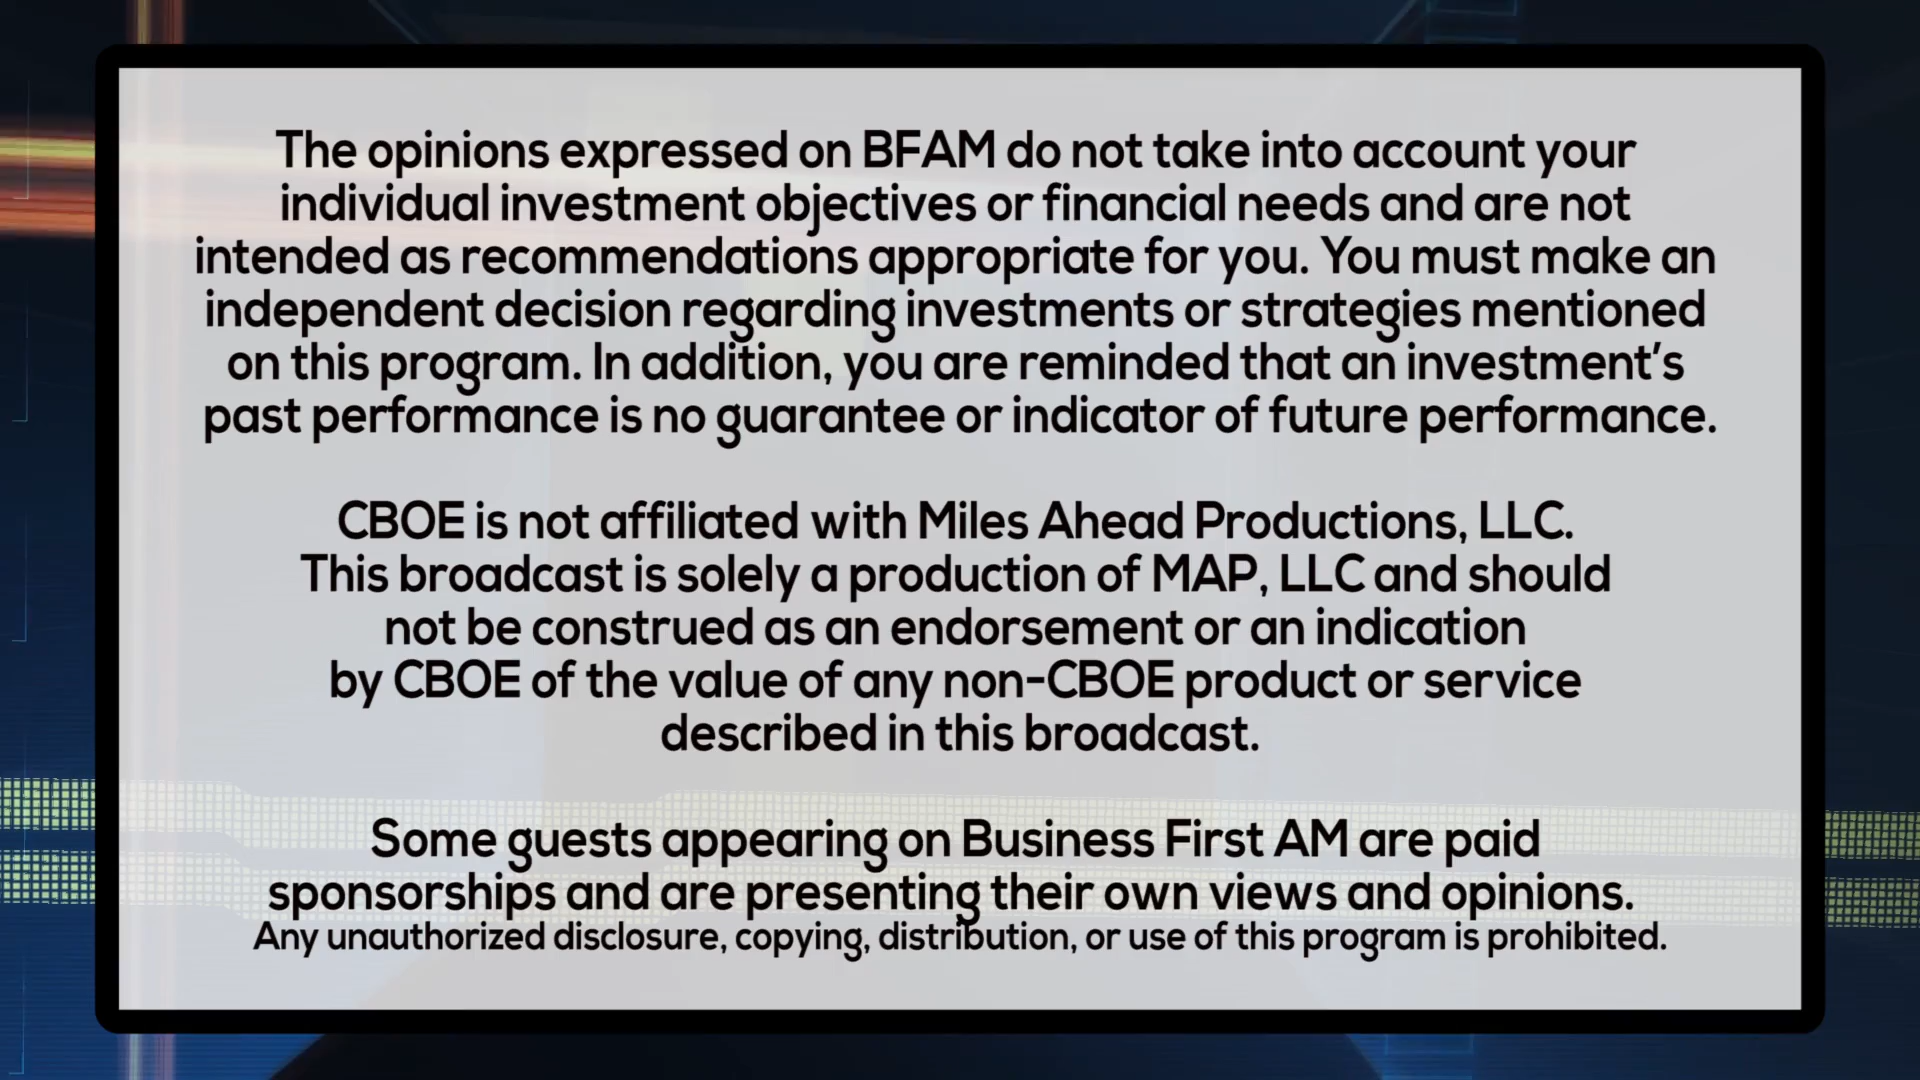 The opinions expressed on BFAM do not take into account your
individual investment objectives or financial needs and are not
intended as recommendations appropriate for you. You must make an
independent decision regarding investments or strategies mentioned
on this program. In addition, you are reminded that an investment’s
past performance is no guarantee or indicator of future performance.
CBOE is not affiliated with Miles Ahead Productions, LLC.
This broadcast is solely a production of MAP, LLC and should
not be construed as an endorsement or an indication
by CBOE of the value of any non-CBOE product or service
described in this broadcast.
Some guests appearing on Business First AM are paid
sponsorships and are presenting their own views and opinions.
Any unauthorized disclosure, copying, distribution, or use of this program is prohibited.